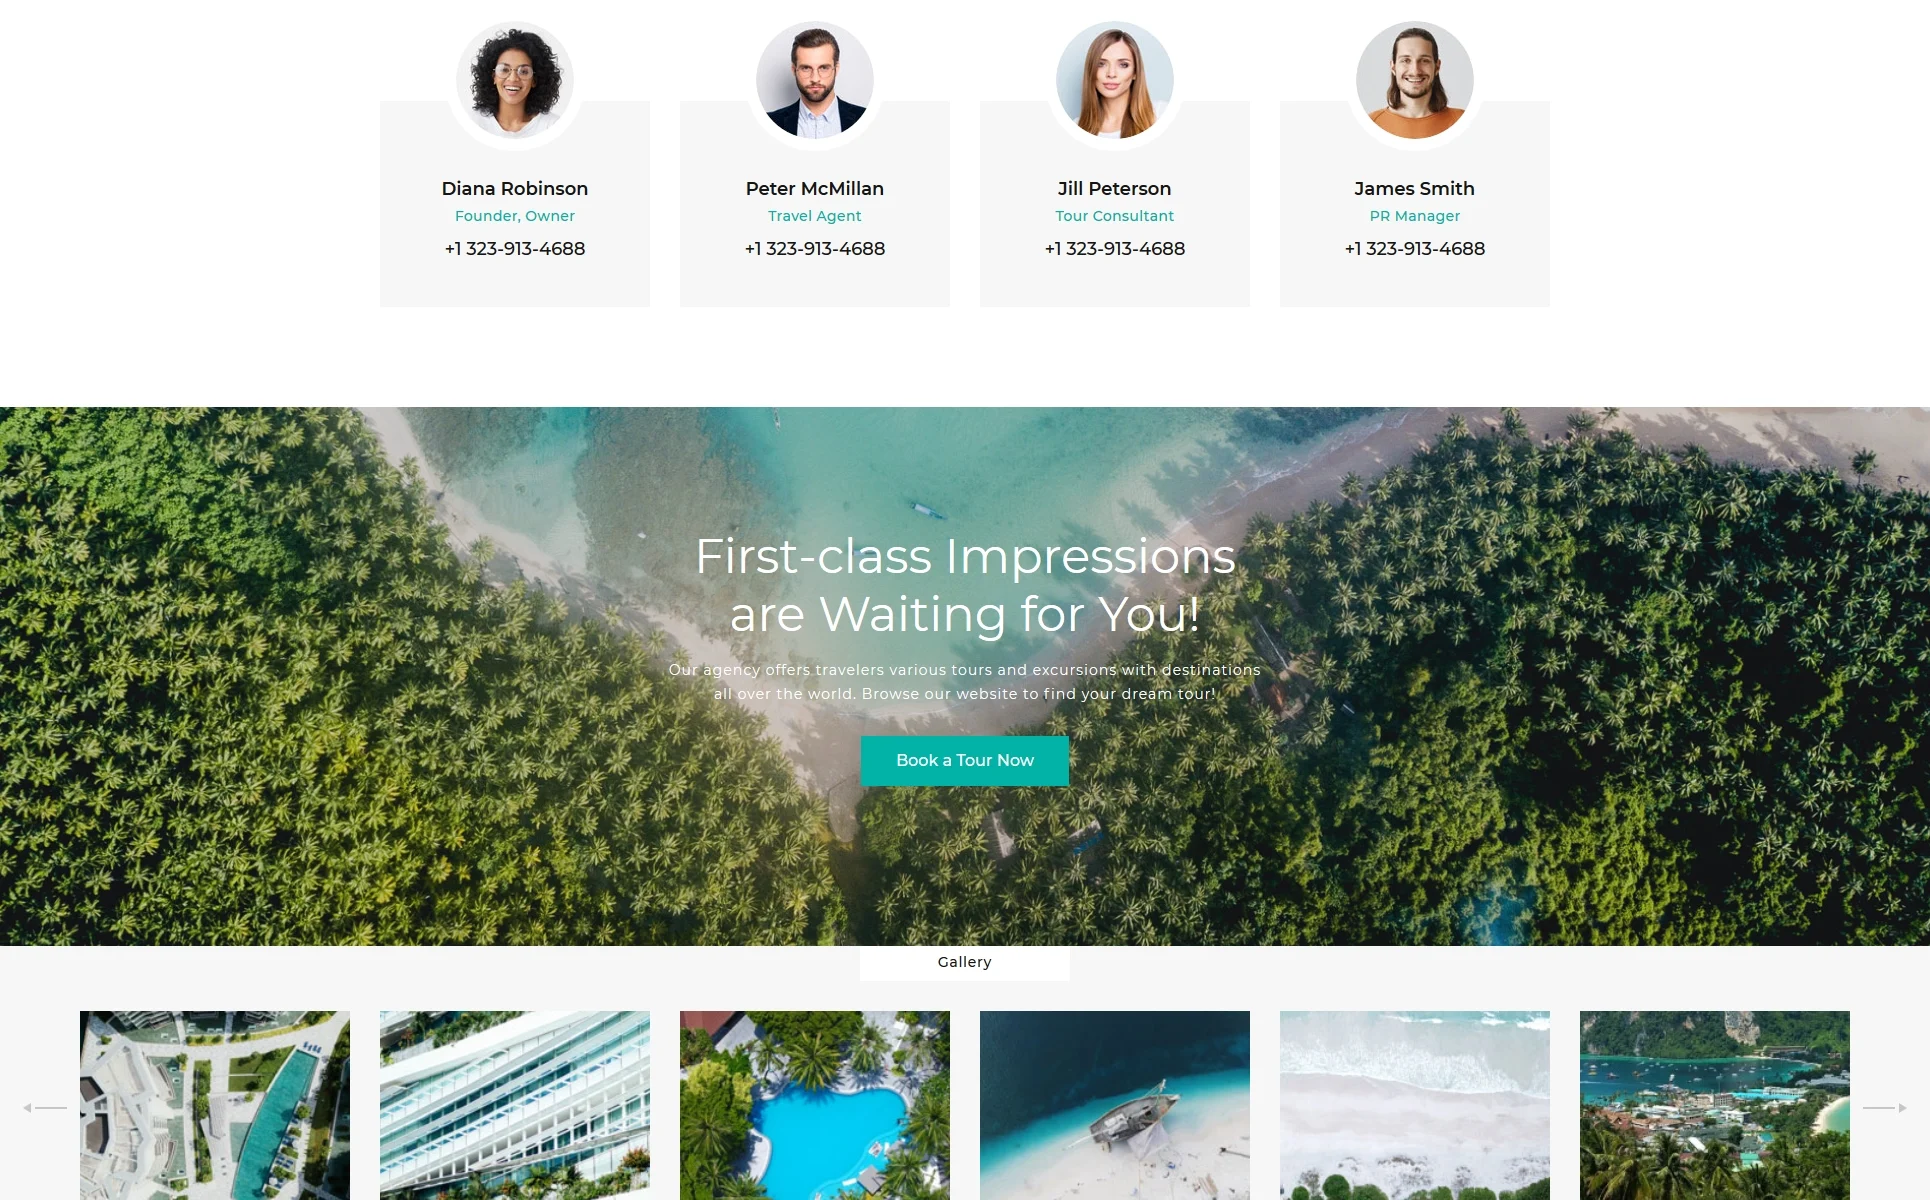 Diana Robinson
Founder, Owner
+1 323-913-4688
Peter McMillan
Travel Agent
+1 323-913-4688
Jill Peterson
Tour Consultant
+1 323-913-4688
James Smith
PR Manager
+1 323-913-4688
First-class Impressions
are Waiting for You!
Our agency offers travelers various tours and excursions with destinations
all over the world. Browse our website to find your dream tour!
Book a Tour Now
Gallery